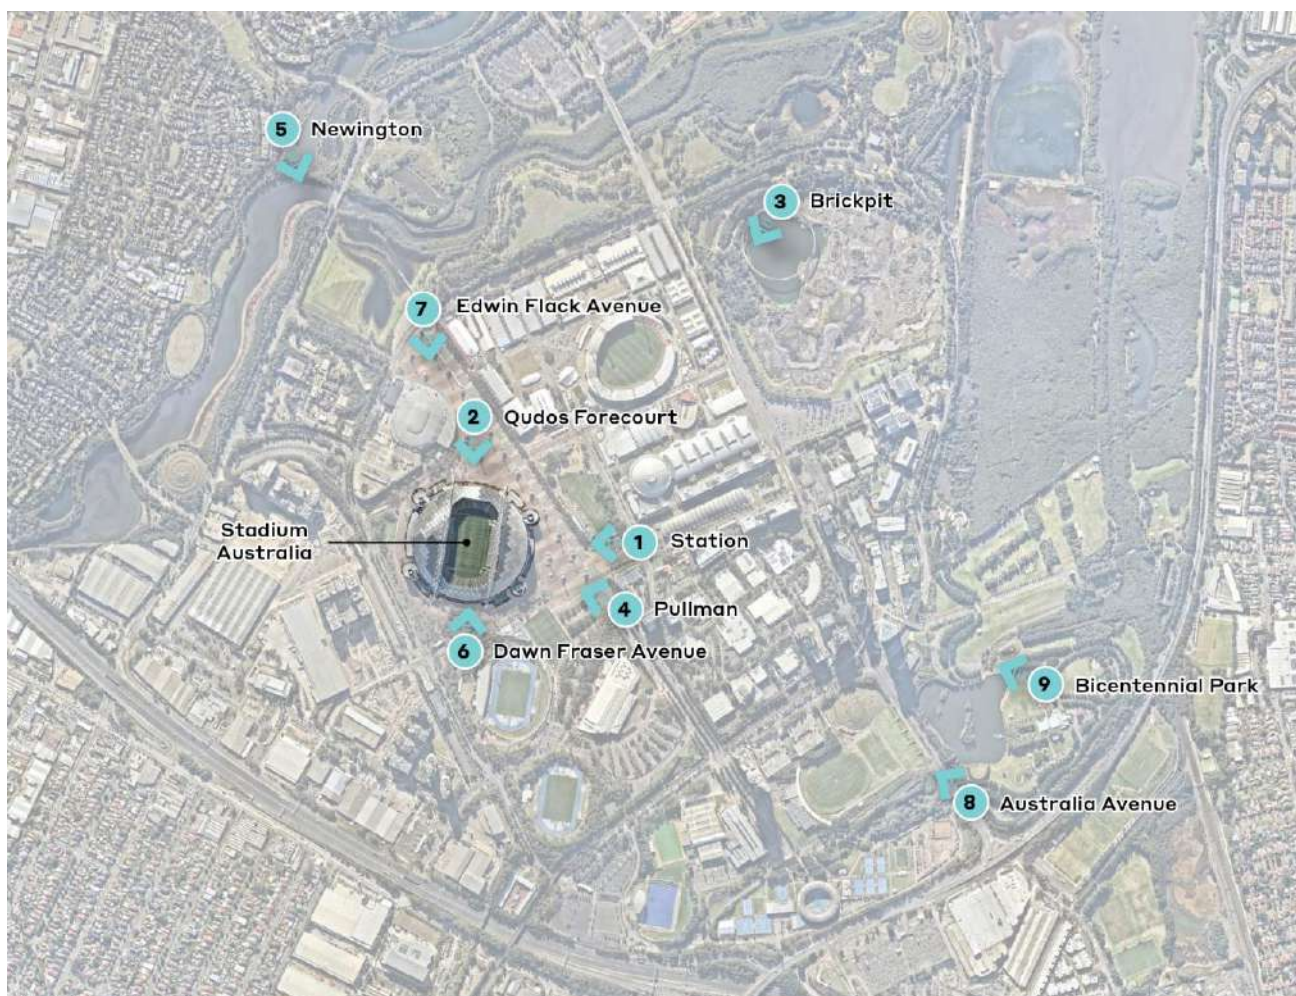 5 Newington
3 Brickpit
7 Edwin Flack Avenue
2 Qudos Forecourt
Stadium
Australia
1 Station
4 Pullman
6 Dawn Fraser Avenue
9 Bicentennial Park
8 Australia Avenue